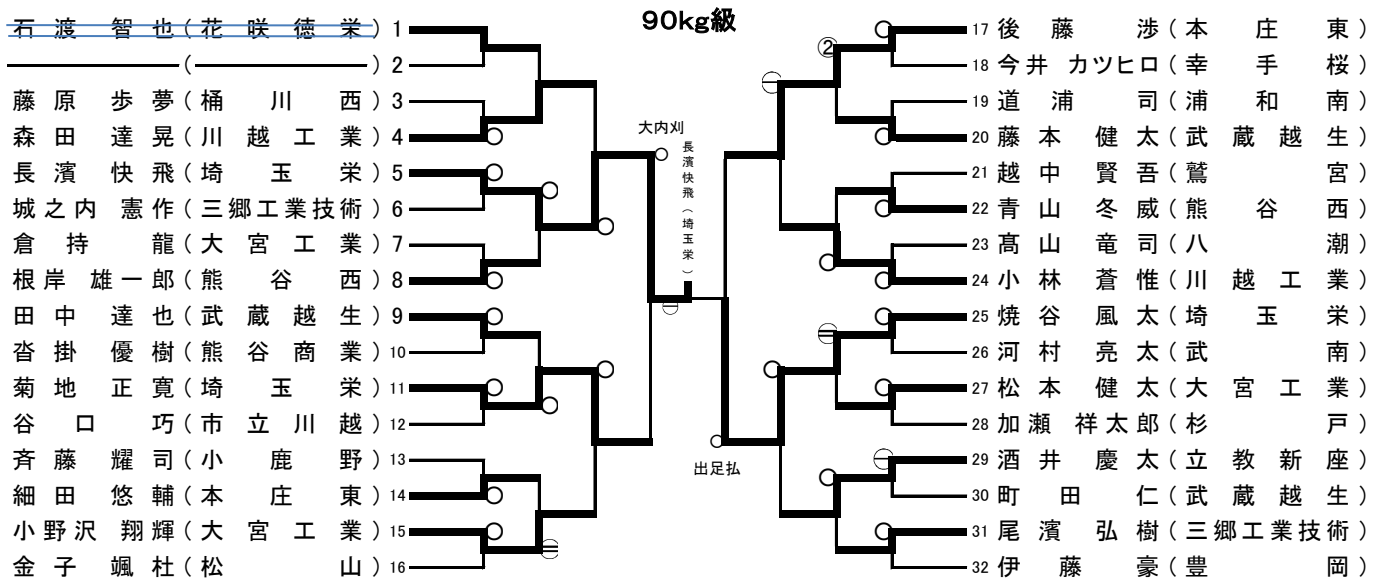 90kg級
石渡智也(花咲徳栄) 1
( ) 2
藤原歩夢(桶川西) 3
森田達晃(川越工業) 4
長濱快飛(埼玉栄) 5
城之内憲作(三郷工業技術) 6
倉持龍(大宮工業) 7
根岸雄一郎(熊谷西) 8
田中達也(武蔵越生) 9
沓掛優樹(熊谷商業) 10
菊地正寛(埼玉栄) 11
谷口巧(市立川越) 12
斉藤耀司(小鹿野) 13
細田悠輔(本庄東) 14
小野沢翔輝(大宮工業) 15
金子颯杜(松山) 16
大内刈
長濱快飛(埼玉栄)
出足払
②
17 後藤渉(本庄東)
18 今井カツヒロ(幸手桜)
19 道浦司(浦和南)
20 藤本健太(武蔵越生)
21 越中賢吾(鷲宮)
22 青山冬威(熊谷西)
23 髙山竜司(八潮)
24 小林蒼惟(川越工業)
25 焼谷風太(埼玉栄)
26 河村亮太(武南)
27 松本健太(大宮工業)
28 加瀬祥太郎(杉戸)
29 酒井慶太(立教新座)
30 町田仁(武蔵越生)
31 尾濱弘樹(三郷工業技術)
32 伊藤豪(豊岡)